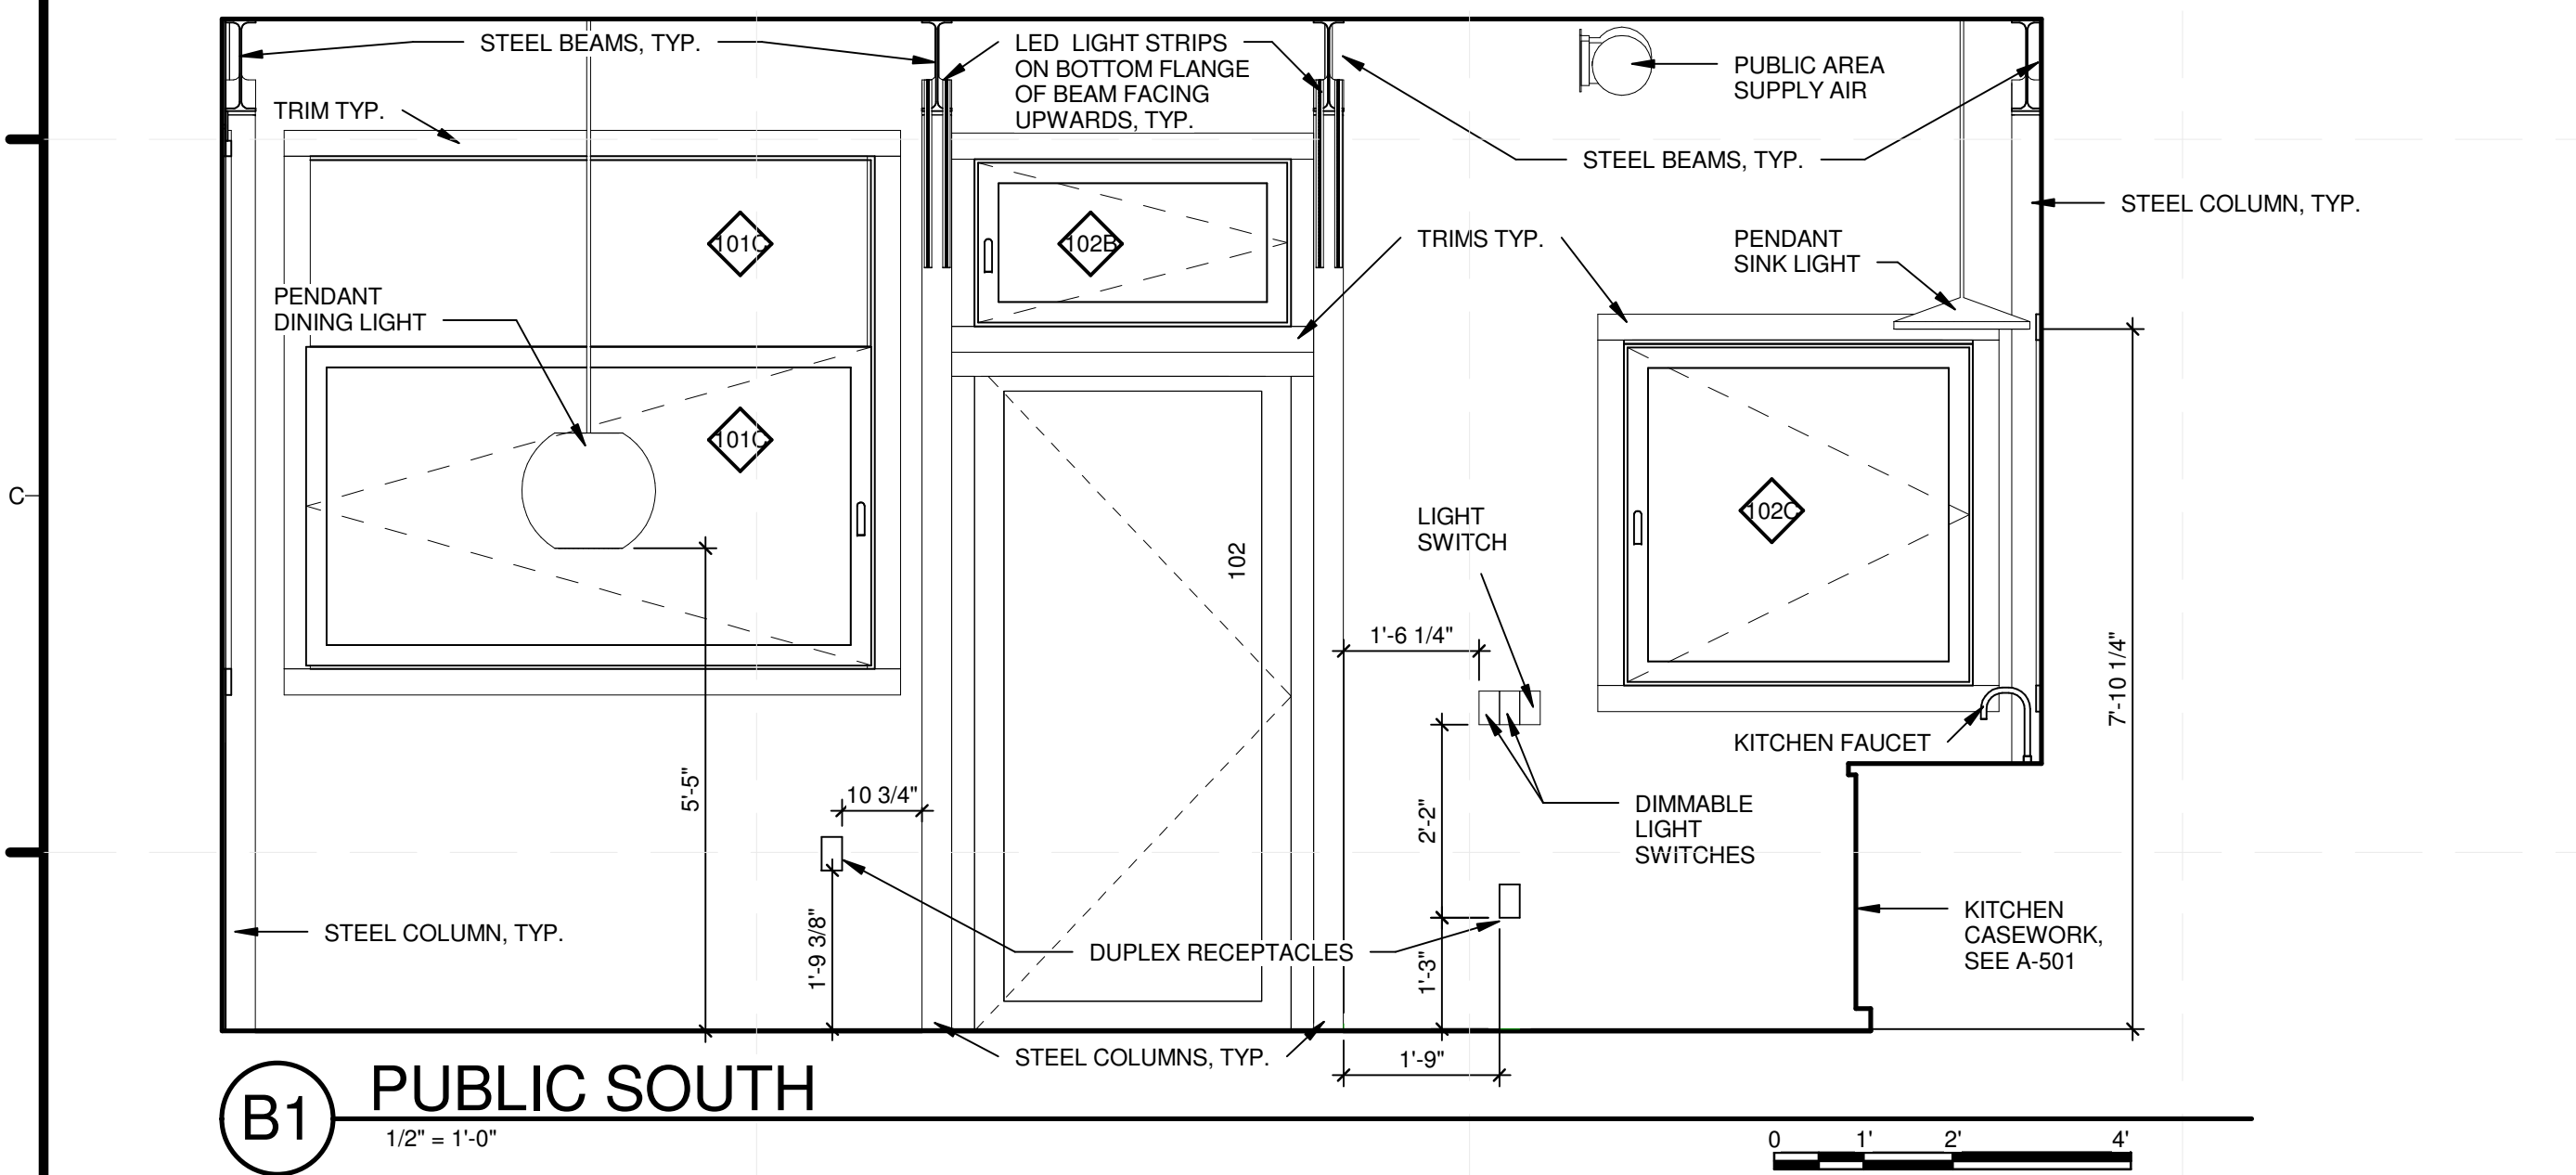 STEEL BEAMS, TYP.
LED LIGHT STRIPS
ON BOTTOM FLANGE
OF BEAM FACING
UPWARDS, TYP.
PUBLIC AREA
SUPPLY AIR
TRIM TYP.
STEEL BEAMS, TYP.
STEEL COLUMN, TYP.
101C
102B
TRIMS TYP.
PENDANT
SINK LIGHT
PENDANT
DINING LIGHT
101C
C
LIGHT
SWITCH
102C
102
1'-6 1/4"
7'-10 1/4"
KITCHEN FAUCET
5'-5"
10 3/4"
2'-2"
DIMMABLE
LIGHT
SWITCHES
1'-9 3/8"
STEEL COLUMN, TYP.
DUPLEX RECEPTACLES
1'-3"
KITCHEN
CASEWORK,
SEE A-501
STEEL COLUMNS, TYP.
1'-9"
B1
PUBLIC SOUTH
1/2" = 1'-0"
0 1' 2' 4'